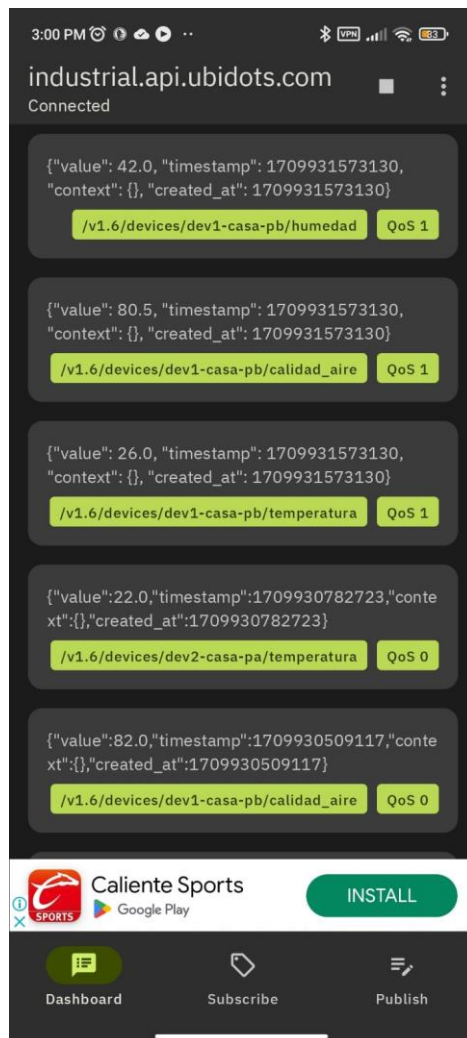 3:00 PM
VPN
83
industrial.api.ubidots.com
Connected
{"value": 42.0, "timestamp": 1709931573130,
"context": {}, "created_at": 1709931573130}
/v1.6/devices/dev1-casa-pb/humedad QoS 1
{"value": 80.5, "timestamp": 1709931573130,
"context": {}, "created_at": 1709931573130}
/v1.6/devices/dev1-casa-pb/calidad_aire QoS 1
{"value": 26.0, "timestamp": 1709931573130,
"context": {}, "created_at": 1709931573130}
/v1.6/devices/dev1-casa-pb/temperatura QoS 1
{"value":22.0,"timestamp":1709930782723,"conte
xt":{},"created_at":1709930782723}
/v1.6/devices/dev2-casa-pa/temperatura QoS 0
{"value":82.0,"timestamp":1709930509117,"conte
xt":{},"created_at":1709930509117}
/v1.6/devices/dev1-casa-pb/calidad_aire QoS 0
SPORTS
Caliente Sports
Google Play
INSTALL
Dashboard Subscribe Publish